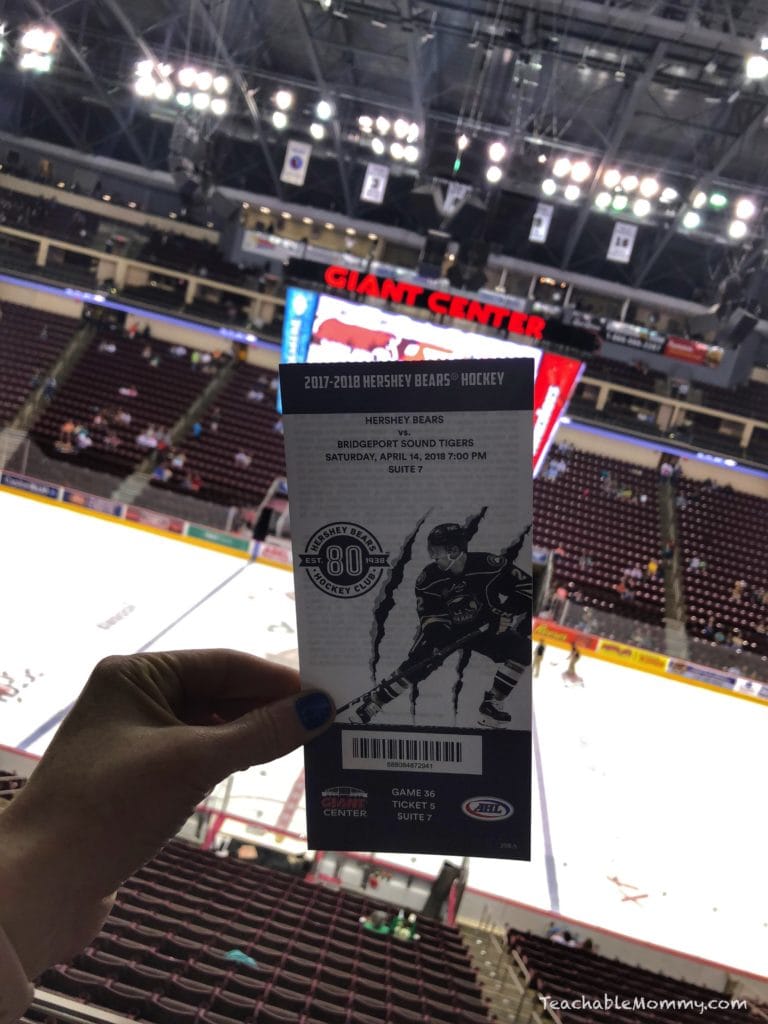 GIANT CENTER
2017-2018 HERSHEY BEARS® HOCKEY
HERSHEY BEARS
vs.
BRIDGEPORT SOUND TIGERS
SATURDAY, APRIL 14, 2018 7:00 PM
SUITE 7
HERSHEY BEARS
EST. 80 1938
HOCKEY CLUB
GIANT
CENTER
GAME 36
TICKET 5
SUITE 7
AHL
TeachableMommy.com